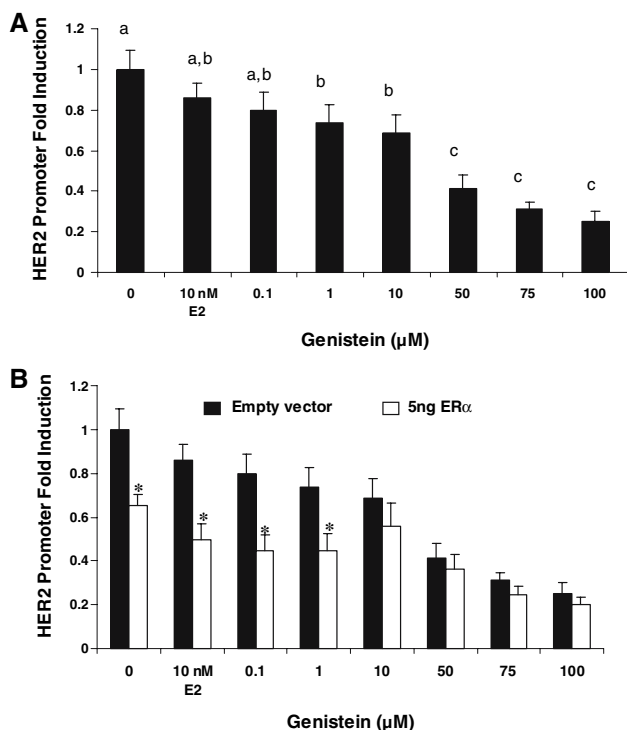 A
HER2 Promoter Fold Induction
1.2
1
0.8
0.6
0.4
0.2
0
a
a,b
a,b
b
b
c
c
c
0 10 nM E2 0.1 1 10 50 75 100
Genistein (µM)
B
HER2 Promoter Fold Induction
1.2
1
0.8
0.6
0.4
0.2
0
Empty vector 5ng ERα
*
*
*
*
0 10 nM E2 0.1 1 10 50 75 100
Genistein (µM)